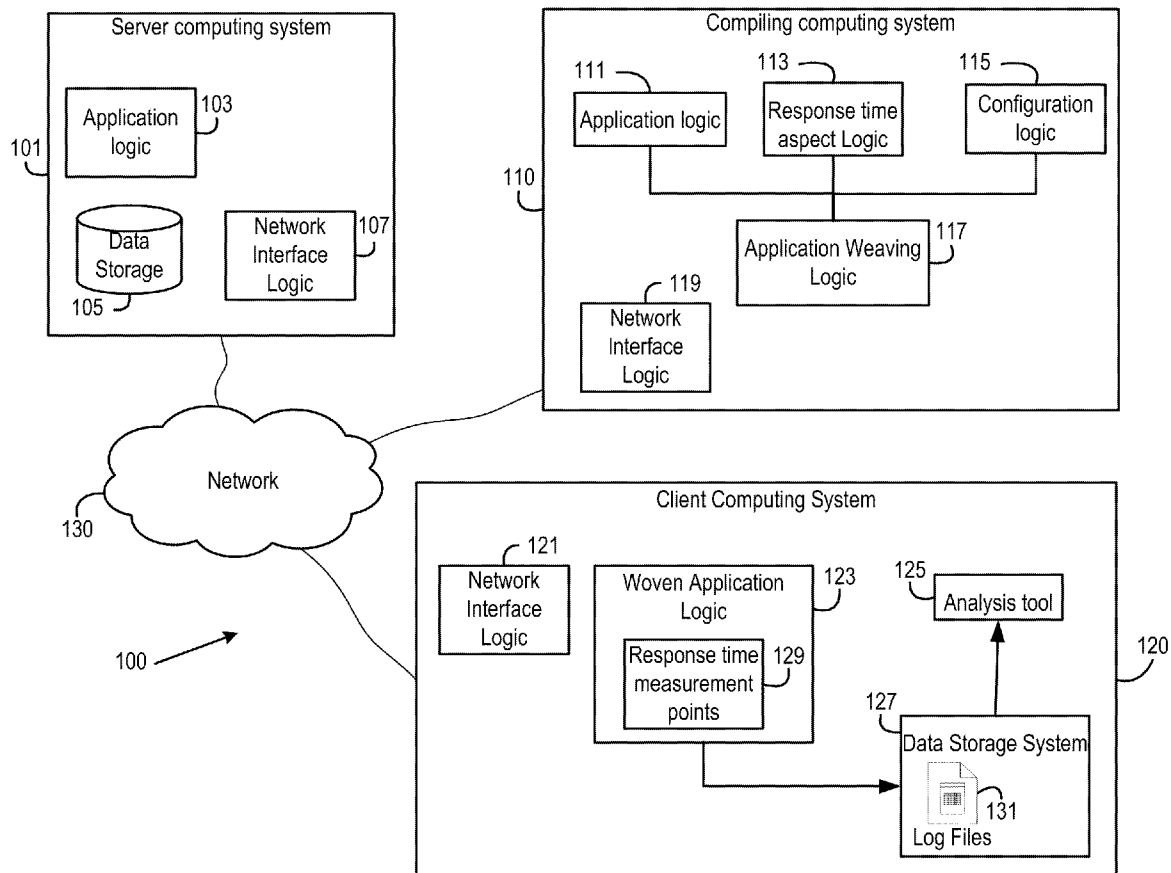 Server computing system
Application
logic
103
101
Data
Storage
105
Network
Interface
Logic
107
Compiling computing system
111
Application logic
113
Response time
aspect Logic
115
Configuration
logic
110
Application Weaving
Logic
117
119
Network
Interface
Logic
Network
130
100
Client Computing System
121
Network
Interface
Logic
Woven Application
Logic
123
Response time
measurement
points
129
125
Analysis tool
120
127
Data Storage System
131
Log Files